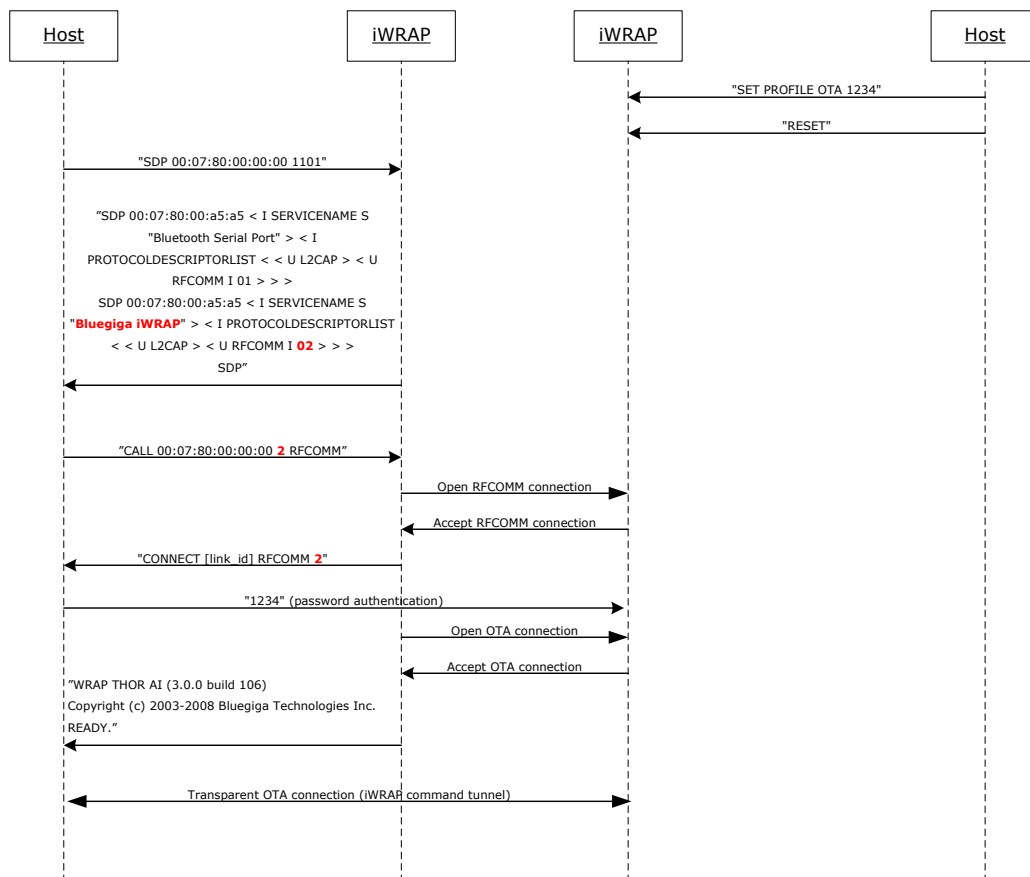 Host
iWRAP
iWRAP
Host
"SET PROFILE OTA 1234"
"RESET"
"SDP 00:07:80:00:00:00 1101"
”SDP 00:07:80:00:a5:a5 < I SERVICENAME S
"Bluetooth Serial Port" > < I
PROTOCOLDESCRIPTORLIST < < U L2CAP > < U
RFCOMM I 01 > > >
SDP 00:07:80:00:a5:a5 < I SERVICENAME S
"Bluegiga iWRAP" > < I PROTOCOLDESCRIPTORLIST
< < U L2CAP > < U RFCOMM I 02 > > >
SDP”
”CALL 00:07:80:00:00:00 2 RFCOMM”
Open RFCOMM connection
Accept RFCOMM connection
"CONNECT [link_id] RFCOMM 2"
"1234" (password authentication)
Open OTA connection
Accept OTA connection
”WRAP THOR AI (3.0.0 build 106)
Copyright (c) 2003-2008 Bluegiga Technologies Inc.
READY.”
Transparent OTA connection (iWRAP command tunnel)